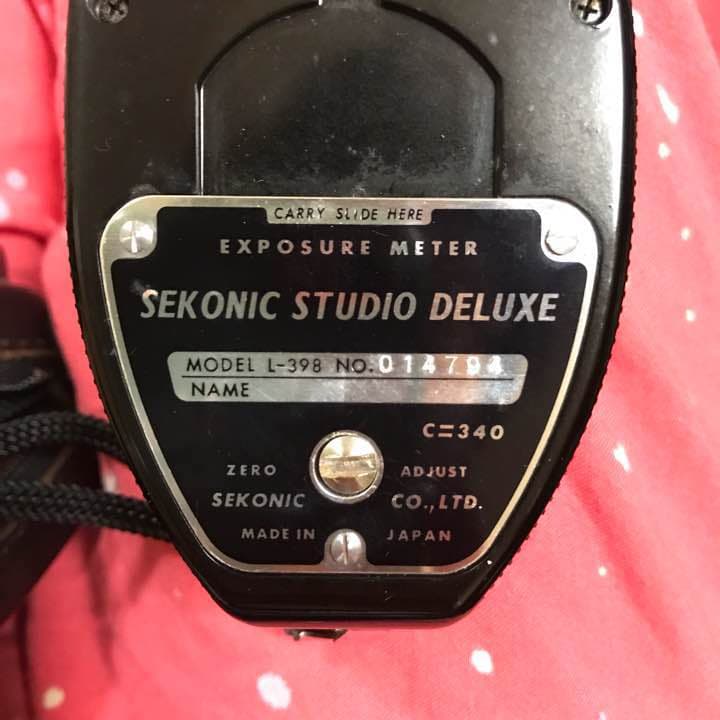 CARRY SLIDE HERE
EXPOSURE METER
SEKONIC STUDIO DELUXE
MODEL L-398 NO. 014794
NAME
C=340
ZERO ADJUST
SEKONIC CO.,LTD.
MADE IN JAPAN